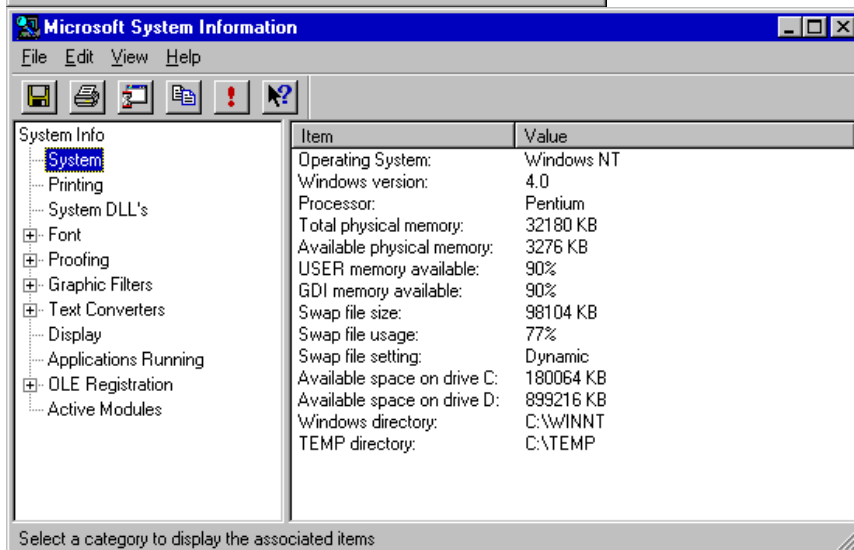 Microsoft System Information
File Edit View Help
System Info
System
Printing
System DLL's
Font
Proofing
Graphic Filters
Text Converters
Display
Applications Running
OLE Registration
Active Modules
Item Value
Operating System: Windows NT
Windows version: 4.0
Processor: Pentium
Total physical memory: 32180 KB
Available physical memory: 3276 KB
USER memory available: 90%
GDI memory available: 90%
Swap file size: 98104 KB
Swap file usage: 77%
Swap file setting: Dynamic
Available space on drive C: 180064 KB
Available space on drive D: 899216 KB
Windows directory: C:\WINNT
TEMP directory: C:\TEMP
Select a category to display the associated items